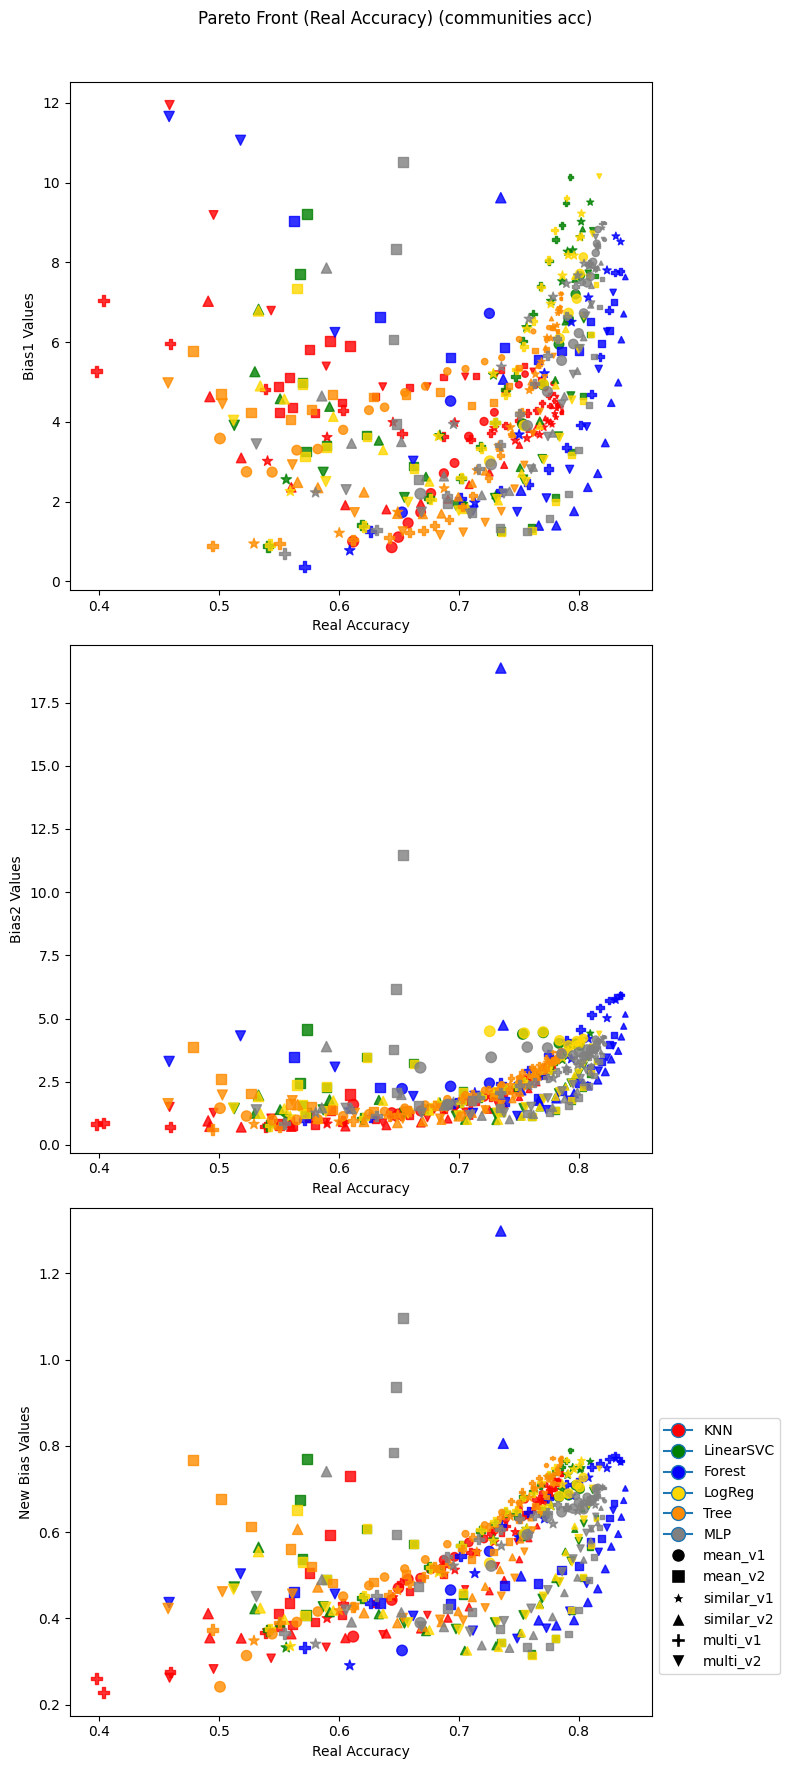 Pareto Front (Real Accuracy) (communities acc)
12
10
8
6
4
2
0
Bias1 Values
0.4 0.5 0.6 0.7 0.8
Real Accuracy
17.5
15.0
12.5
10.0
7.5
5.0
2.5
0.0
Bias2 Values
0.4 0.5 0.6 0.7 0.8
Real Accuracy
1.2
1.0
0.8
0.6
0.4
0.2
New Bias Values
0.4 0.5 0.6 0.7 0.8
Real Accuracy
KNN
LinearSVC
Forest
LogReg
Tree
MLP
mean_v1
mean_v2
similar_v1
similar_v2
multi_v1
multi_v2